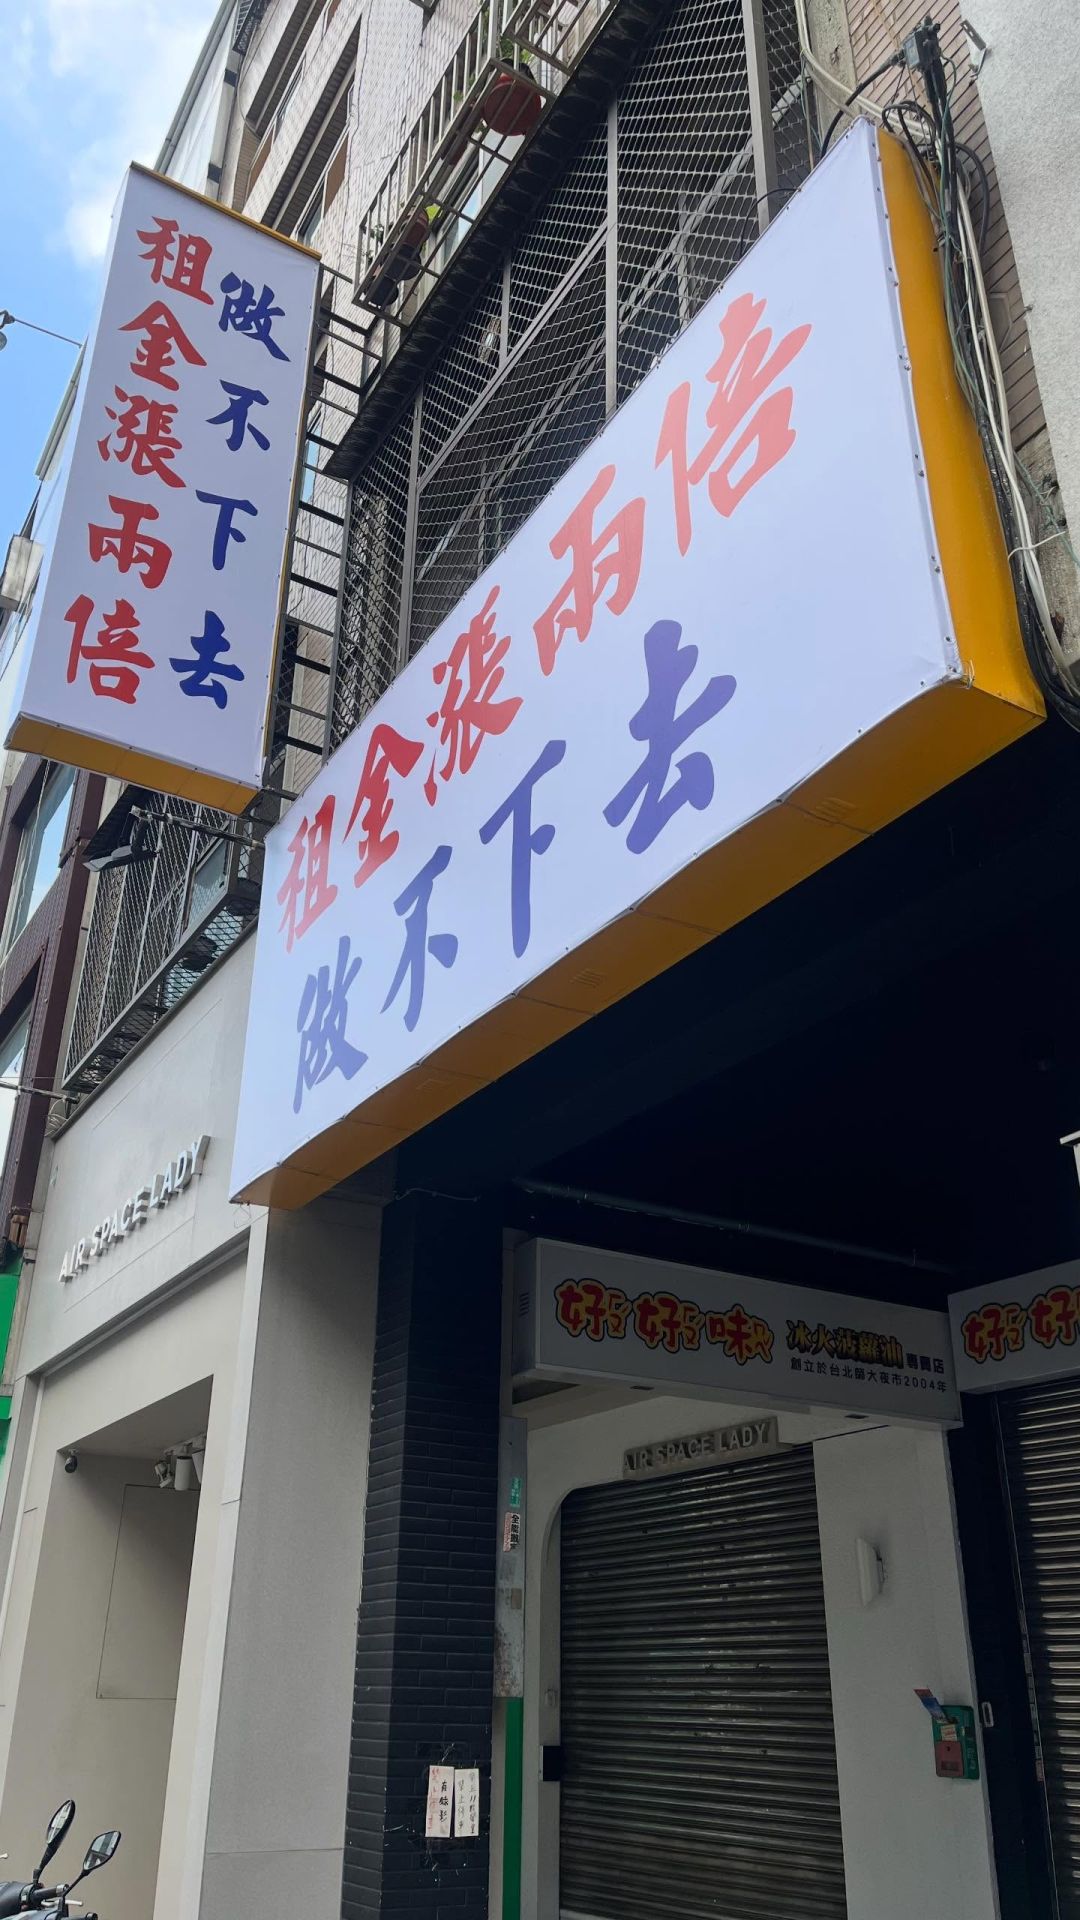 租金漲兩倍
做不下去
租金漲兩倍
做不下去
AIR SPACE LADY
好好味
冰火菠蘿油
專賣店
創立於台北師大夜市2004年
好好
AIR SPACE LADY